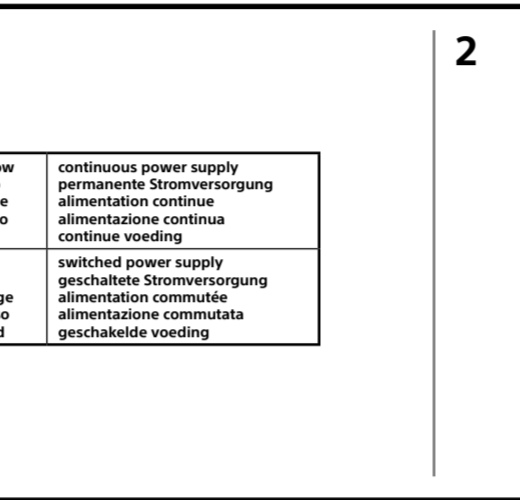 2
continuous power supply
permanente Stromversorgung
alimentation continue
alimentazione continua
continue voeding
switched power supply
geschaltete Stromversorgung
alimentation commutée
alimentazione commutata
geschakelde voeding